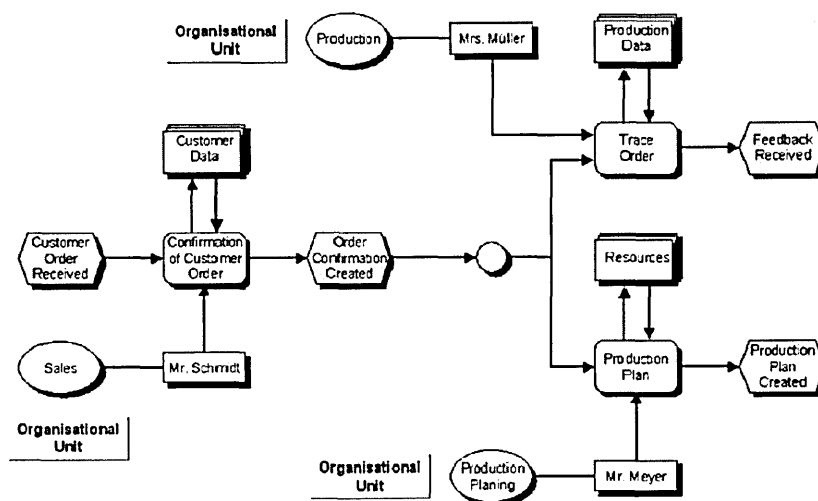 Organisational
Unit
Production
Mrs. Müller
Production
Data
Trace
Order
Feedback
Received
Customer
Data
Customer
Order
Received
Confirmation
of Customer
Order
Order
Confirmation
Created
Resources
Sales
Mr. Schmidt
Production
Plan
Production
Plan
Created
Organisational
Unit
Organisational
Unit
Production
Planing
Mr. Meyer